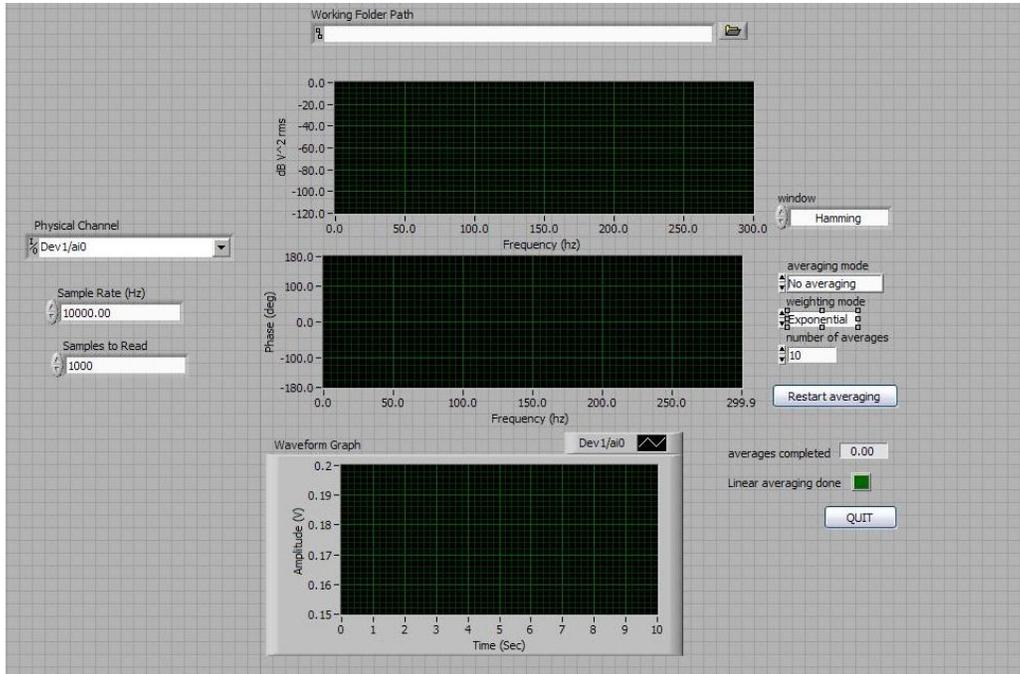 Working Folder Path
0.0
-20.0
-40.0
-60.0
-80.0
-100.0
-120.0
dB V^2 rms
0.0 50.0 100.0 150.0 200.0 250.0 300.0
Frequency (hz)
window
Hamming
Physical Channel
Dev1/ai0
Sample Rate (Hz)
10000.00
Samples to Read
1000
180.0
100.0
0.0
-100.0
-180.0
Phase (deg)
0.0 50.0 100.0 150.0 200.0 250.0 299.9
Frequency (hz)
averaging mode
No averaging
weighting mode
Exponential
number of averages
10
Restart averaging
Waveform Graph
Dev1/ai0
0.2
0.19
0.18
0.17
0.16
0.15
Amplitude (V)
0 1 2 3 4 5 6 7 8 9 10
Time (Sec)
averages completed 0.00
Linear averaging done
QUIT